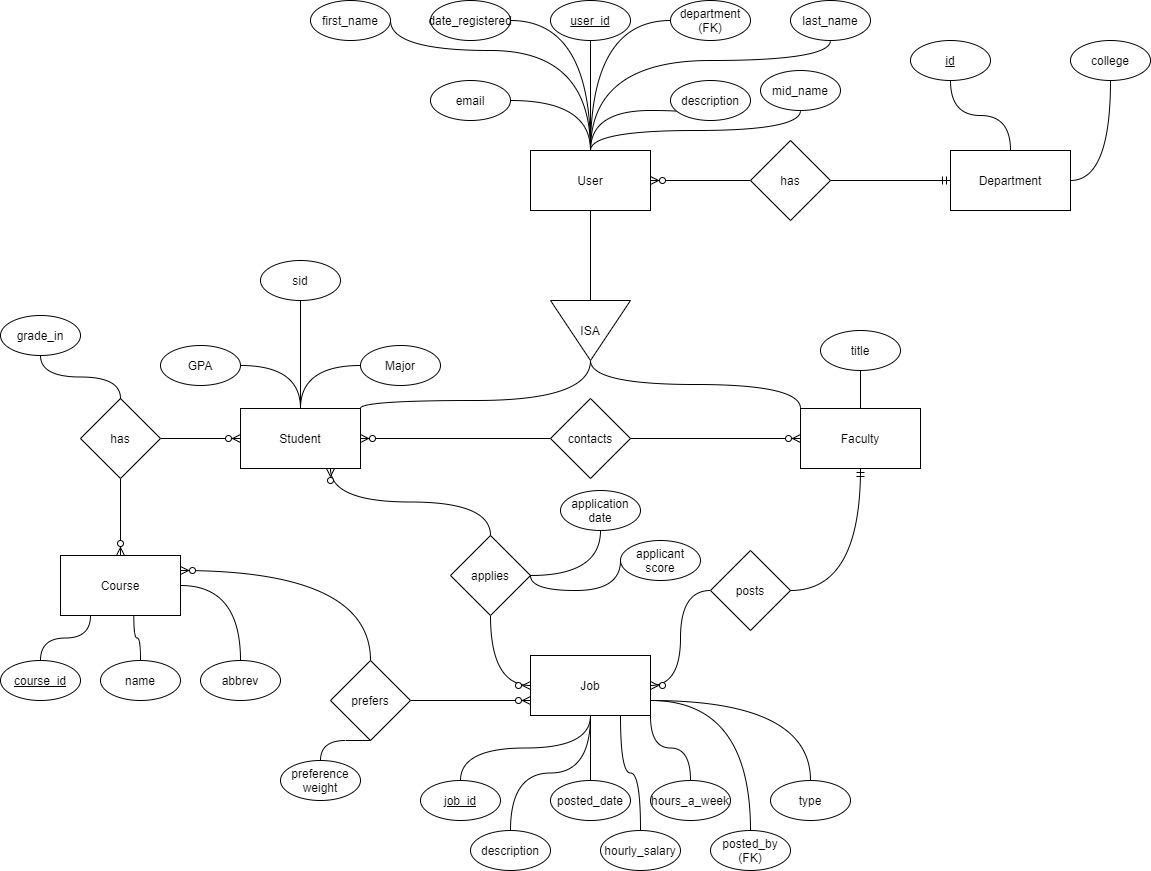 first_name
date_registered
user_id
department
(FK)
last_name
id
college
email
description
mid_name
User
has
Department
sid
ISA
grade_in
GPA
Major
title
has
Student
contacts
Faculty
application
date
applicant
score
applies
posts
Course
course_id
name
abbrev
prefers
Job
preference
weight
job_id
posted_date
hours_a_week
type
description
hourly_salary
posted_by
(FK)